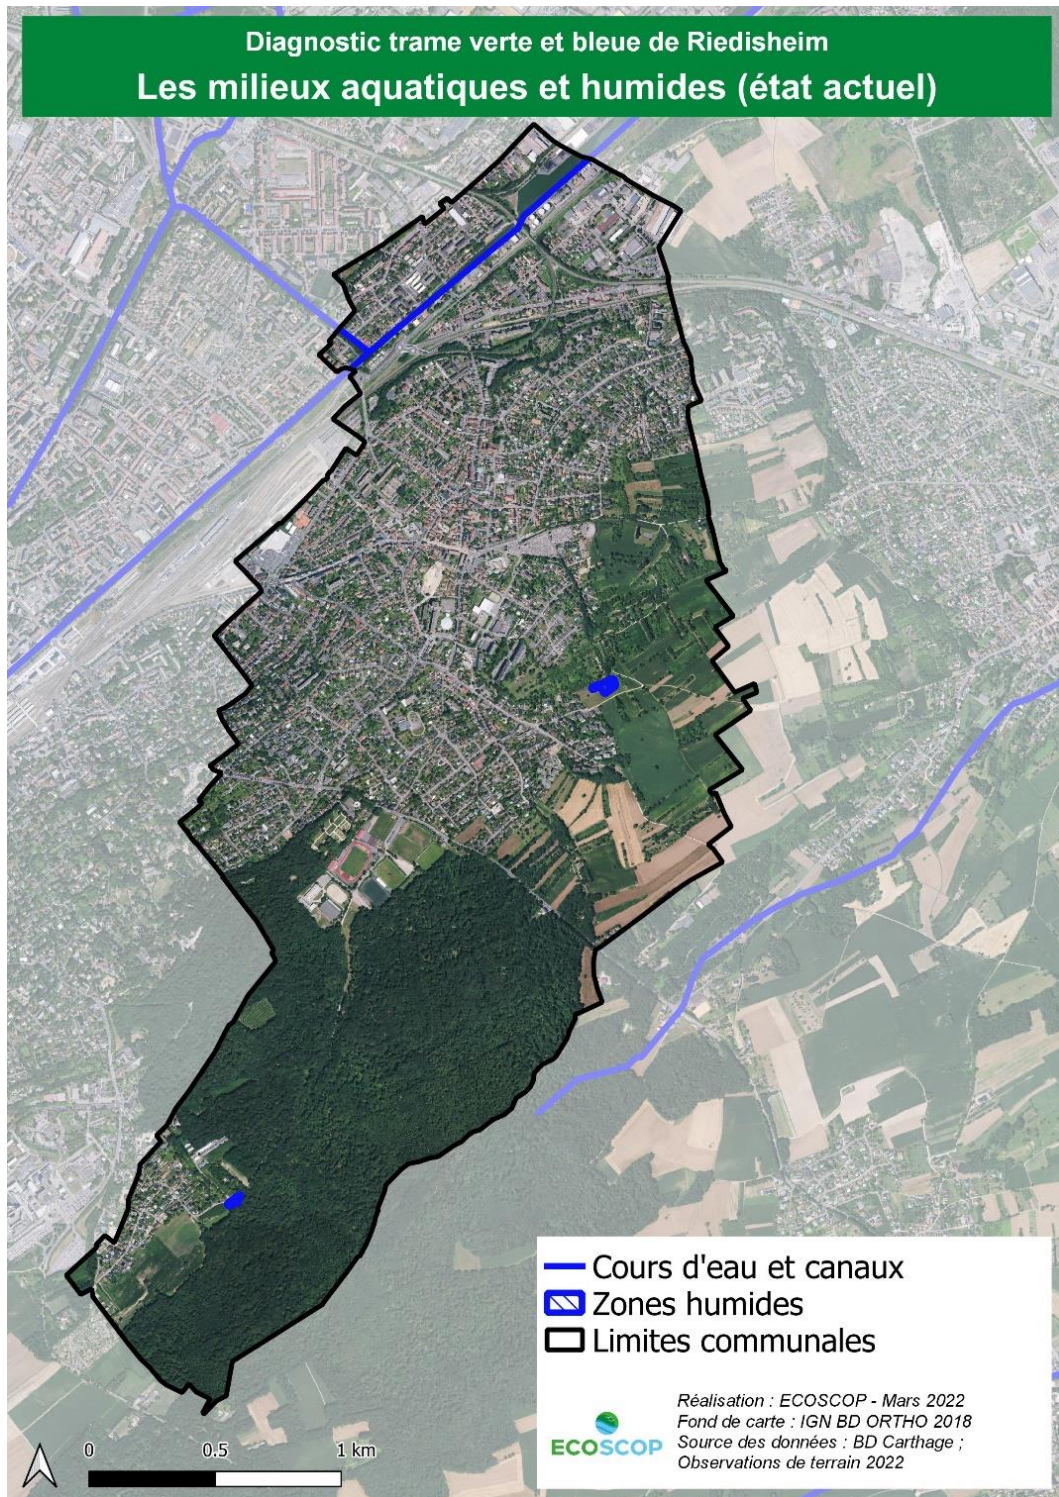 Diagnostic trame verte et bleue de Riedisheim
Les milieux aquatiques et humides (état actuel)
Cours d'eau et canaux
Zones humides
Limites communales
Réalisation : ECOSCOP - Mars 2022
Fond de carte : IGN BD ORTHO 2018
Source des données : BD Carthage ;
Observations de terrain 2022
ECOSCOP
0 0.5 1 km